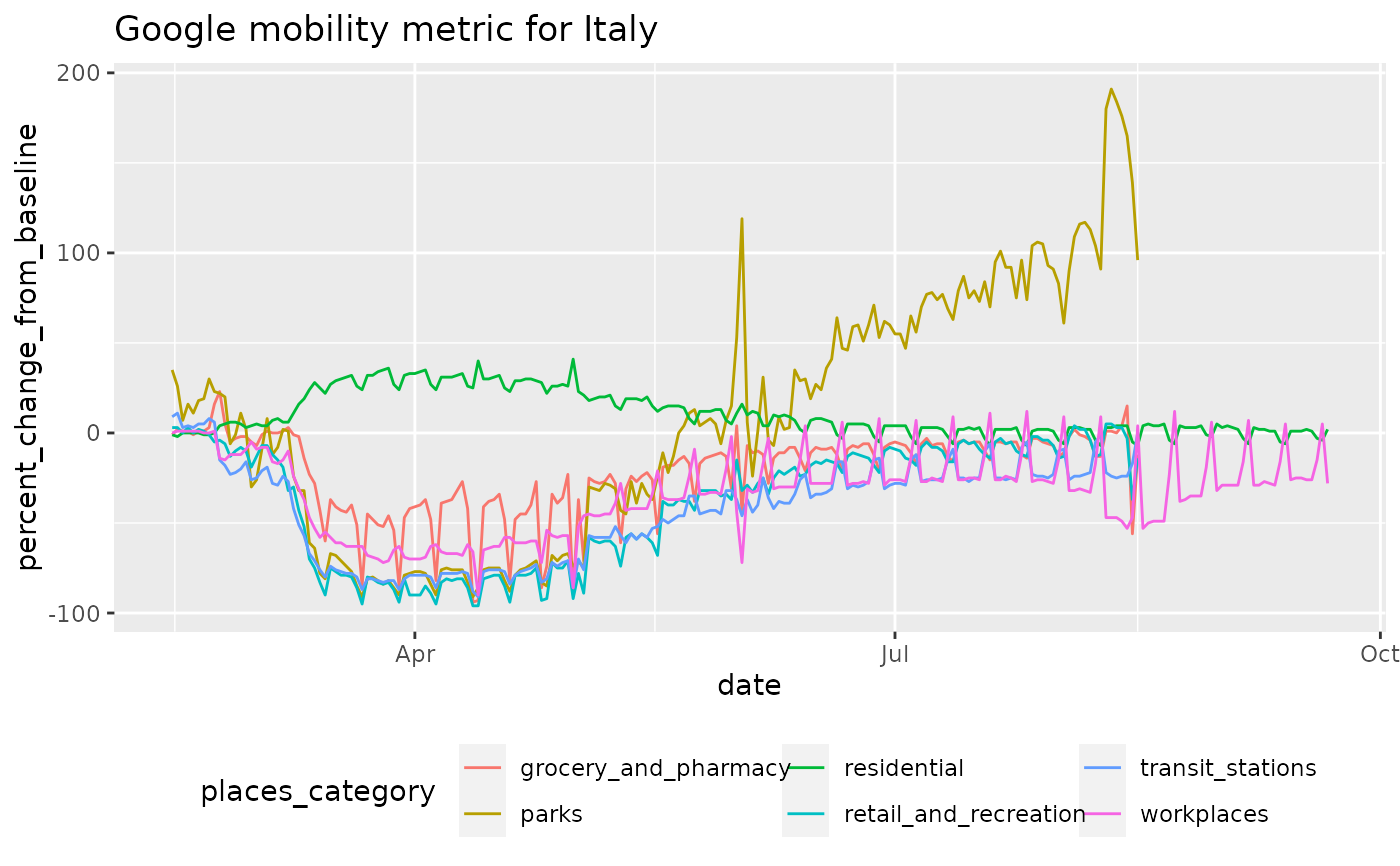 Google mobility metric for Italy
percent_change_from_baseline
200
100
0
-100
Apr
Jul
Oct
date
places_category
grocery_and_pharmacy
residential
transit_stations
parks
retail_and_recreation
workplaces